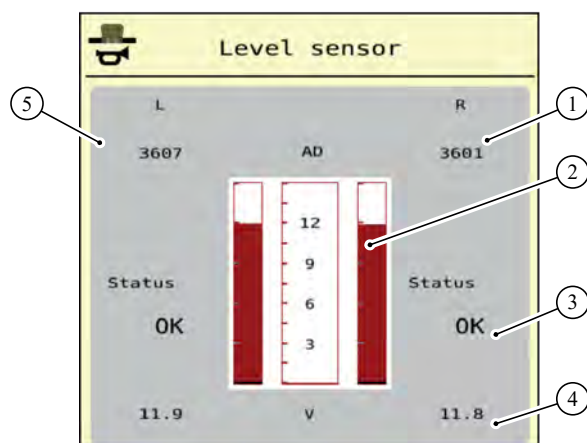 Level sensor
5
L
R
1
3607
AD
3601
2
12
9
Status
Status
6
OK
OK
3
3
11.9
V
11.8
4